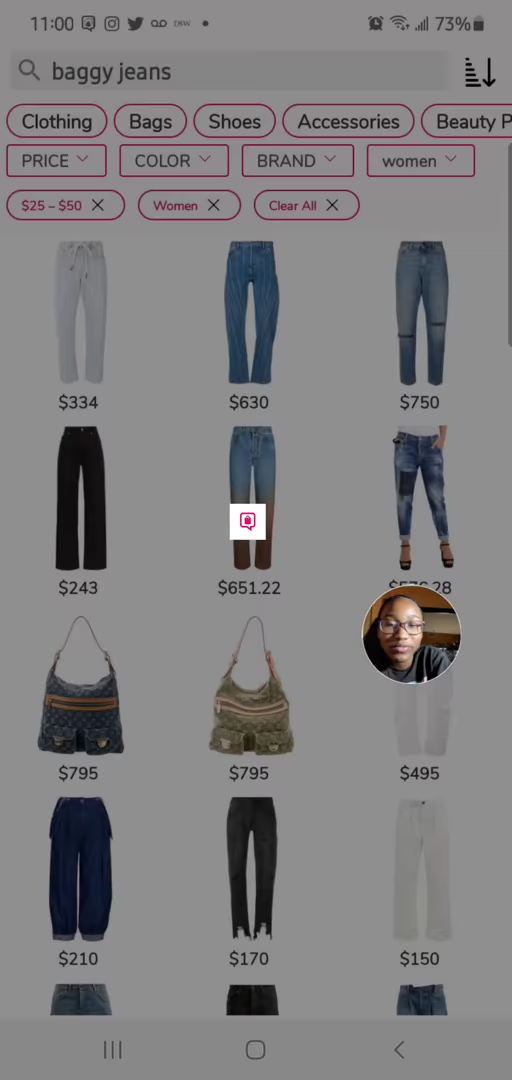 11:00 DSW 73%
baggy jeans
Clothing Bags Shoes Accessories Beauty P
PRICE COLOR BRAND women
$25 – $50 Women Clear All
$334 $630 $750
$243 $651.22
$795 $795 $495
$210 $170 $150